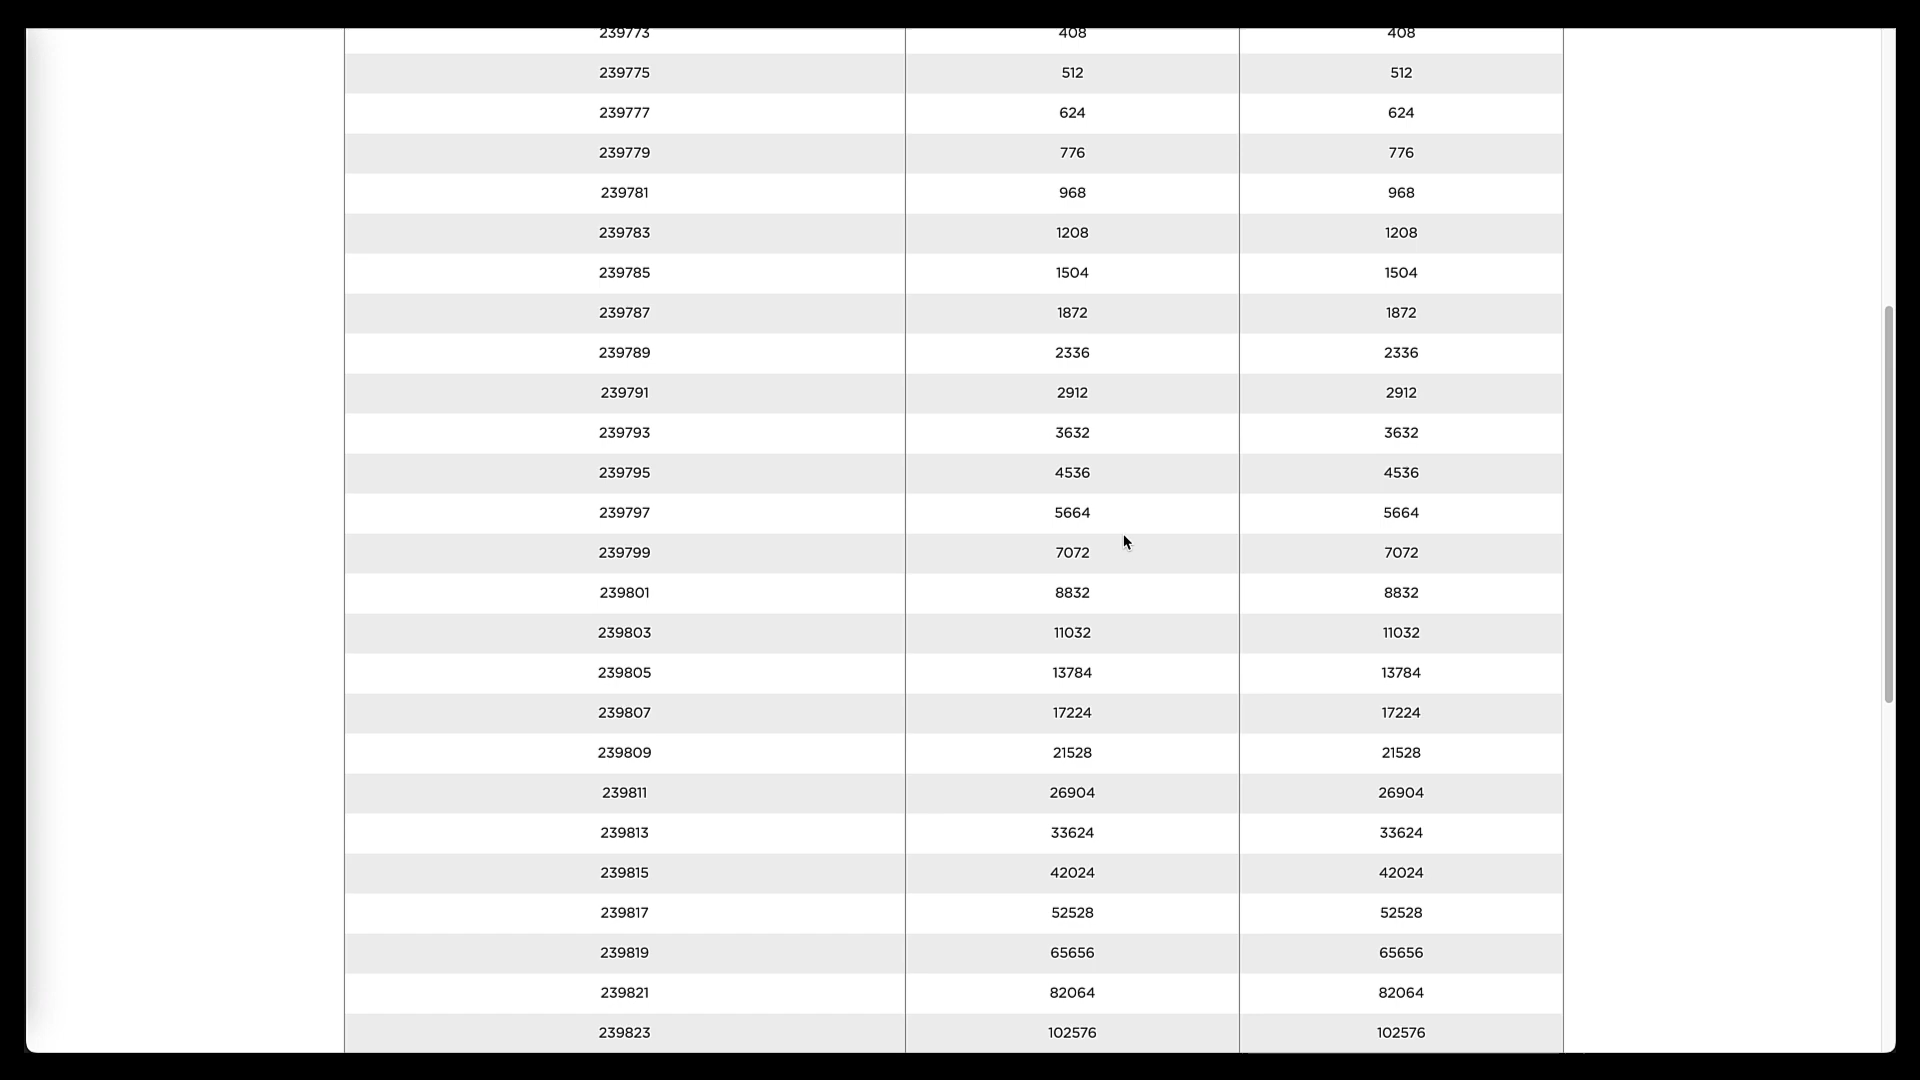 239773 408 408
239775 512 512
239777 624 624
239779 776 776
239781 968 968
239783 1208 1208
239785 1504 1504
239787 1872 1872
239789 2336 2336
239791 2912 2912
239793 3632 3632
239795 4536 4536
239797 5664 5664
239799 7072 7072
239801 8832 8832
239803 11032 11032
239805 13784 13784
239807 17224 17224
239809 21528 21528
239811 26904 26904
239813 33624 33624
239815 42024 42024
239817 52528 52528
239819 65656 65656
239821 82064 82064
239823 102576 102576